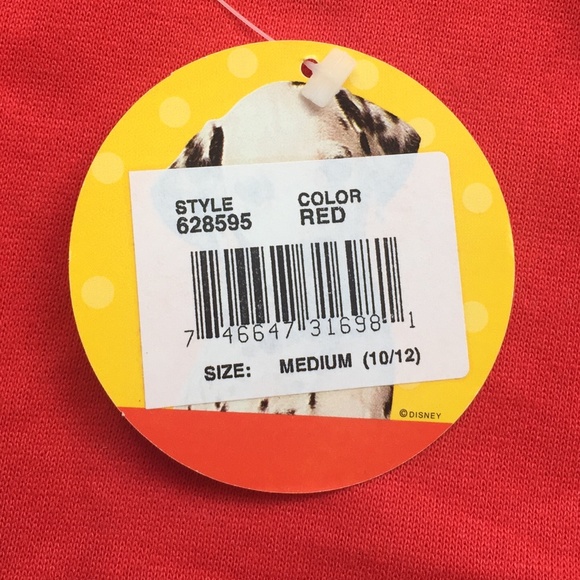 STYLE COLOR
628595 RED
7 46647 31698 1
SIZE: MEDIUM (10/12)
©DISNEY